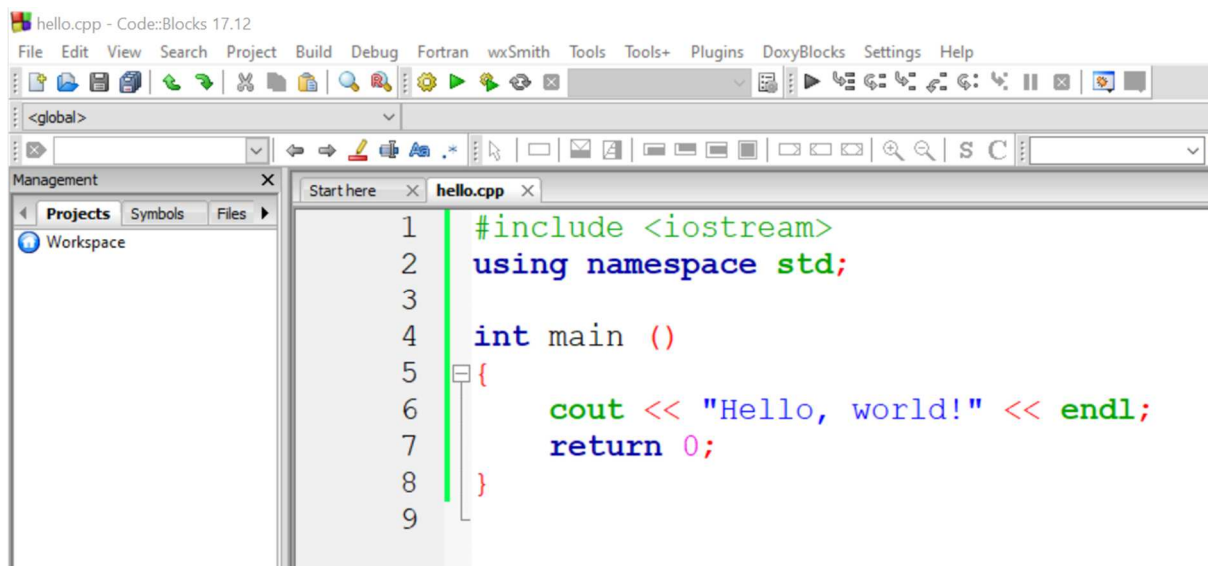 hello.cpp - Code::Blocks 17.12
File Edit View Search Project Build Debug Fortran wxSmith Tools Tools+ Plugins DoxyBlocks Settings Help
<global>
S C
Management
Start here hello.cpp
Projects Symbols Files
Workspace
1 #include <iostream>
2 using namespace std;
3
4 int main ()
5 {
6 cout << "Hello, world!" << endl;
7 return 0;
8 }
9